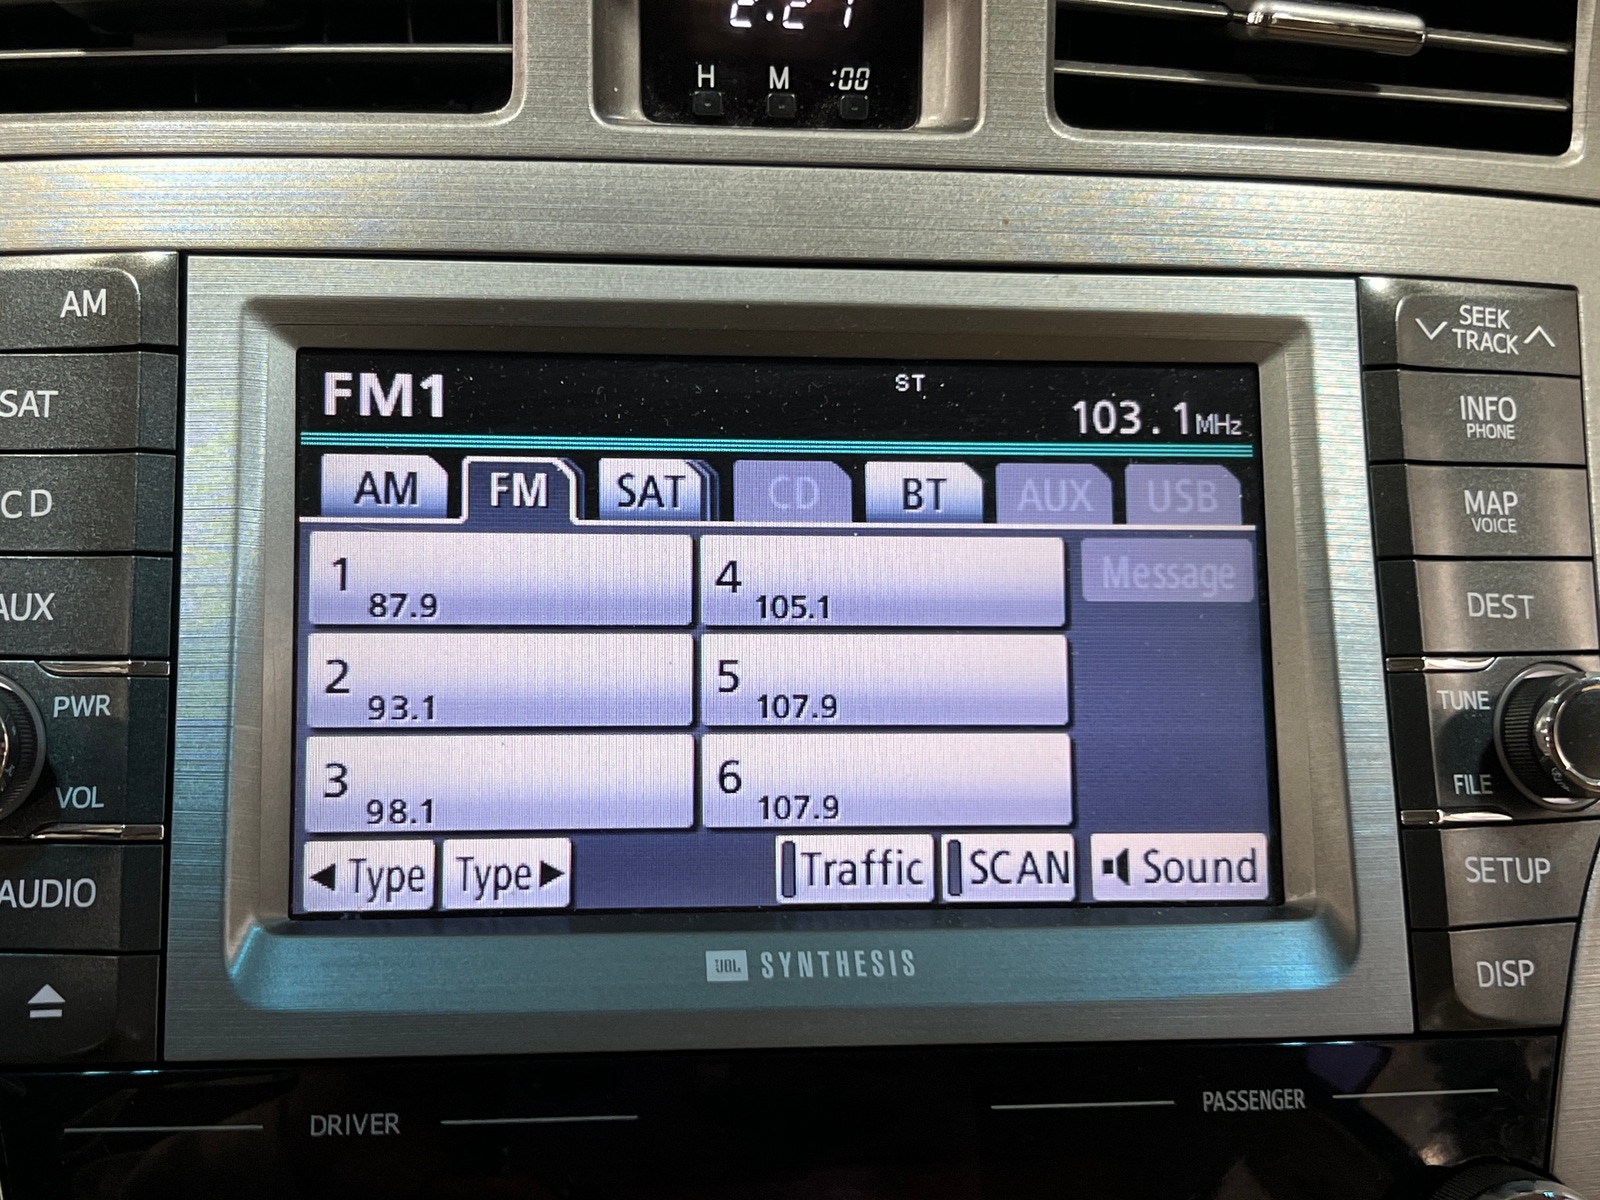 2:21
H M :00
AM
SAT
CD
AUX
PWR
VOL
AUDIO
FM1
ST
103.1MHz
AM FM SAT CD BT AUX USB
1 87.9
4 105.1
Message
2 93.1
5 107.9
3 98.1
6 107.9
◀Type Type▶ Traffic SCAN Sound
JBL SYNTHESIS
SEEK
TRACK
INFO
PHONE
MAP
VOICE
DEST
TUNE
FILE
SETUP
DISP
DRIVER
PASSENGER